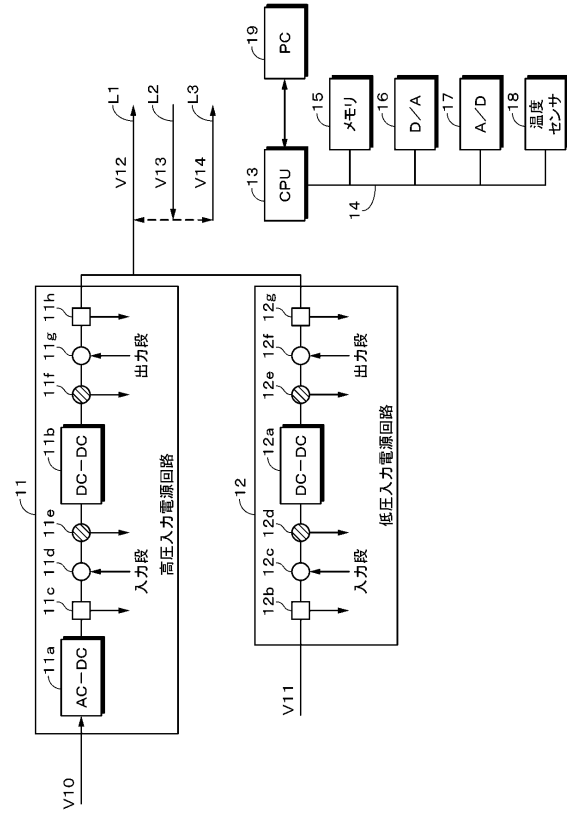 11
11a
AC-DC
11c
11d
11e
11b
DC-DC
11f
11g
11h
入力段
出力段
高圧入力電源回路
V10
V12
L1
V13
L2
V14
L3
12
12b
12c
12d
12a
DC-DC
12e
12f
12g
入力段
出力段
低圧入力電源回路
V11
13
CPU
19
PC
14
15
メモリ
16
D/A
17
A/D
18
温度
センサ